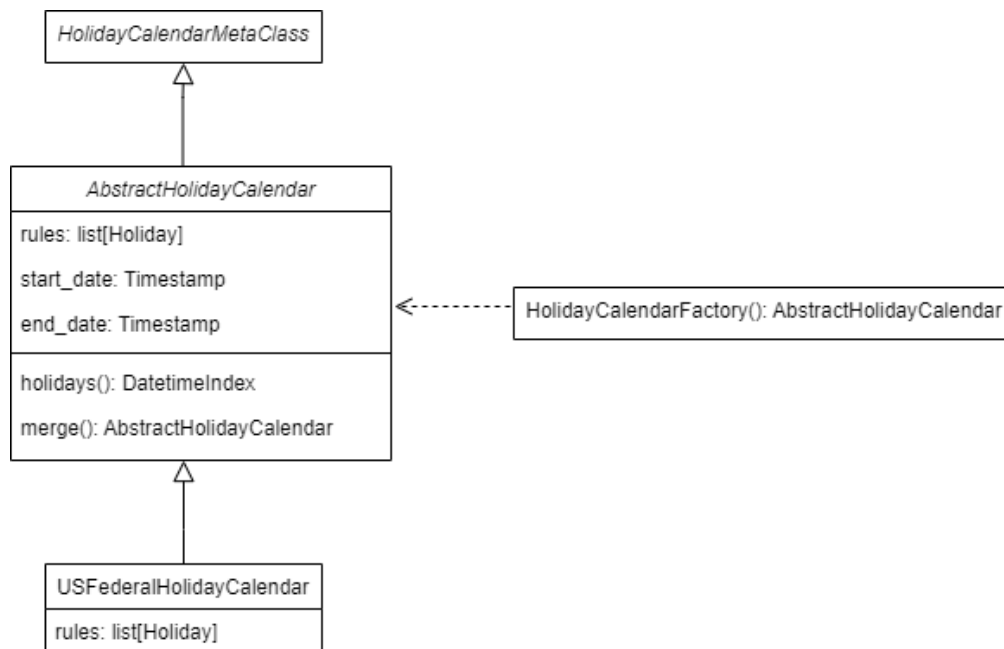 HolidayCalendarMetaClass
AbstractHolidayCalendar
rules: list[Holiday]
start_date: Timestamp
end_date: Timestamp
holidays(): DatetimeIndex
merge(): AbstractHolidayCalendar
HolidayCalendarFactory(): AbstractHolidayCalendar
USFederalHolidayCalendar
rules: list[Holiday]